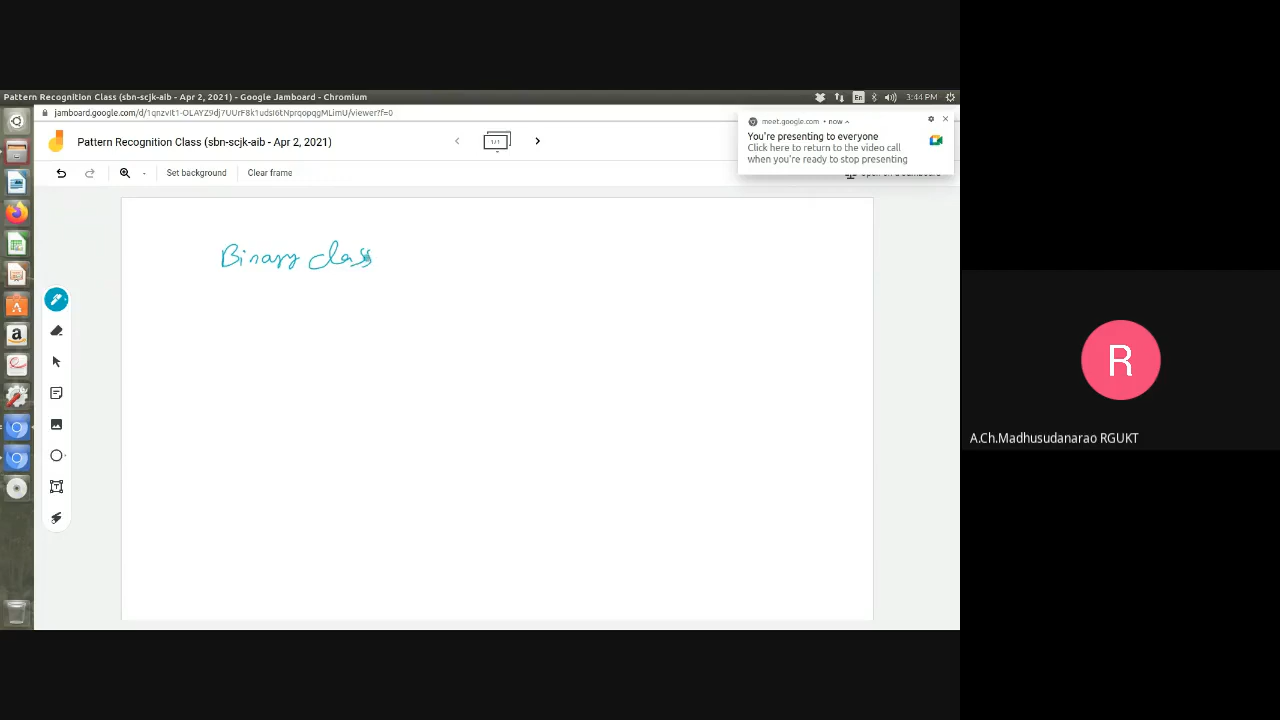 Pattern Recognition Class (sbn-scjk-aib - Apr 2, 2021) - Google Jamboard - Chromium
En
3:44 PM
Pattern Recognition Class (sbn-scjk-aib - Apr 2, 2021)
1/1
meet.google.com • now
You're presenting to everyone
Click here to return to the video call
when you're ready to stop presenting
Set background
Clear frame
Binary class
R
A.Ch.Madhusudanarao RGUKT